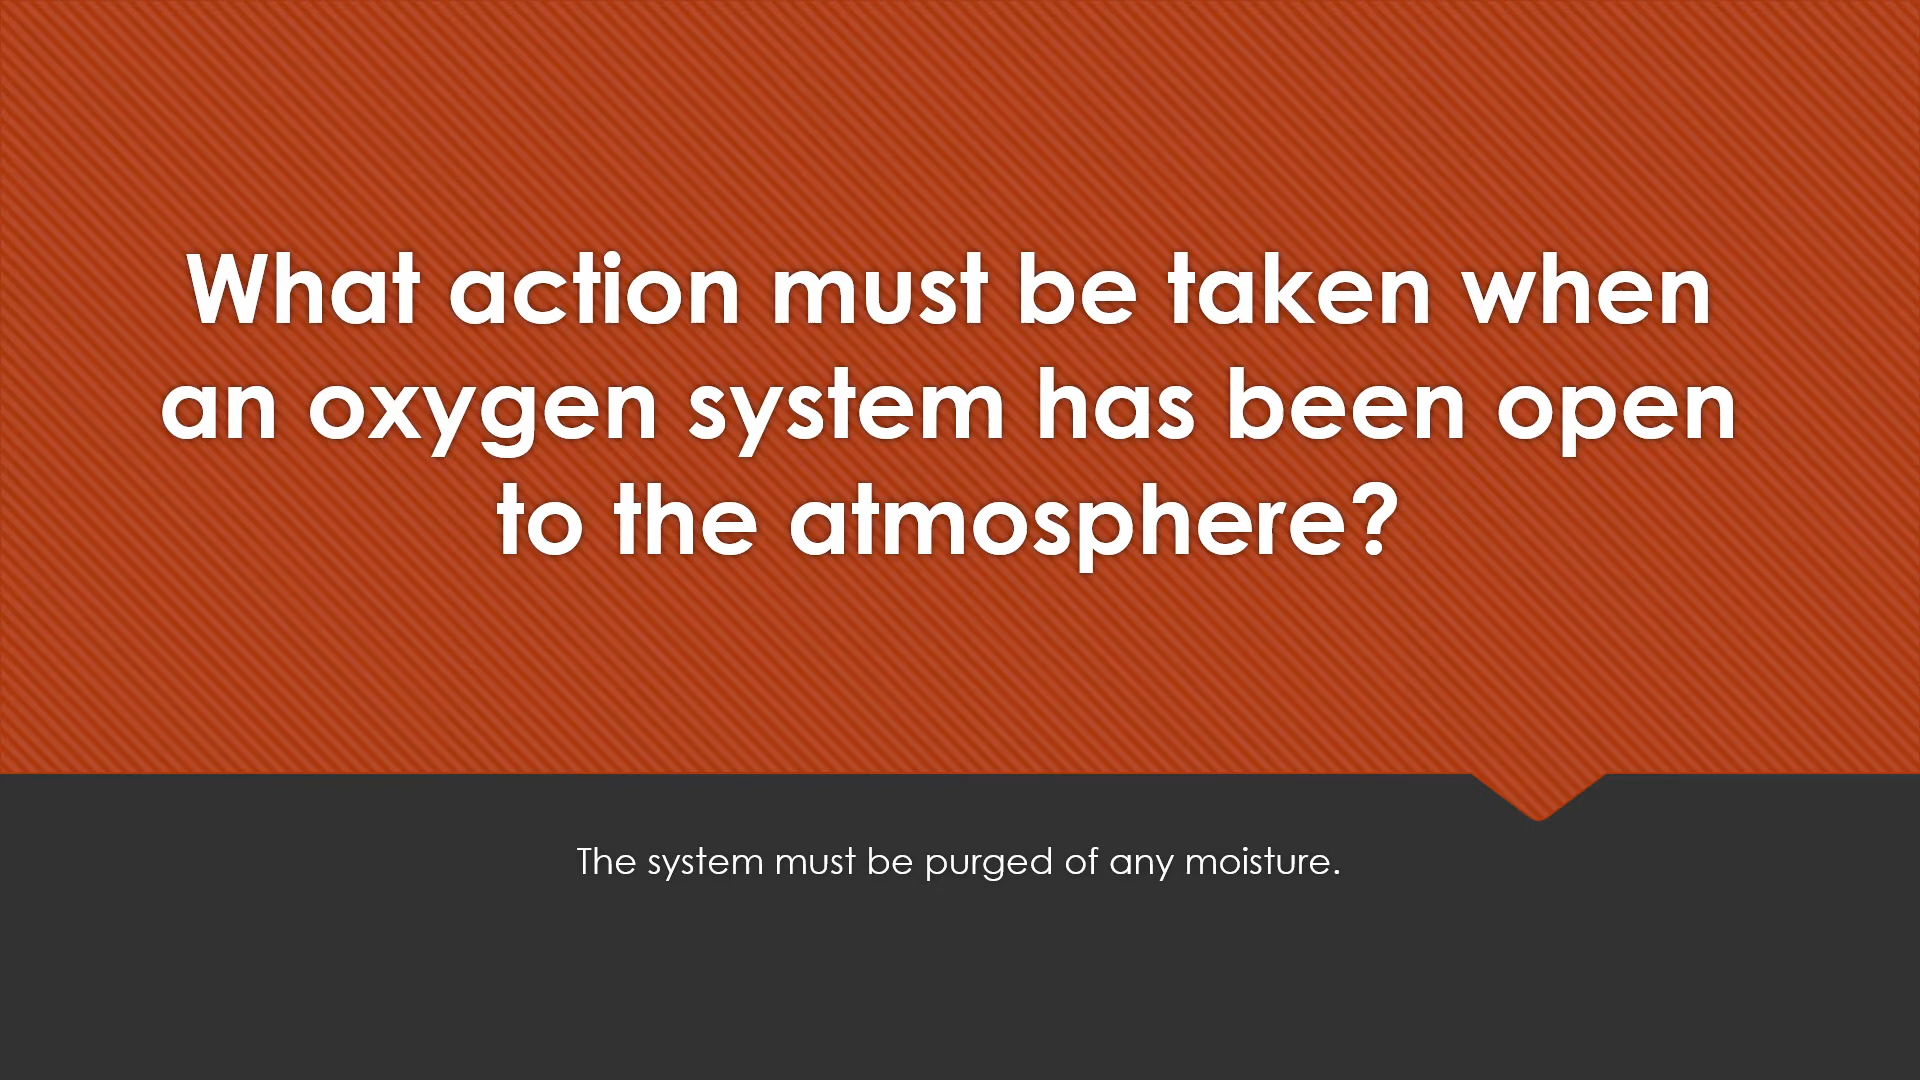 What action must be taken when
an oxygen system has been open
to the atmosphere?
The system must be purged of any moisture.